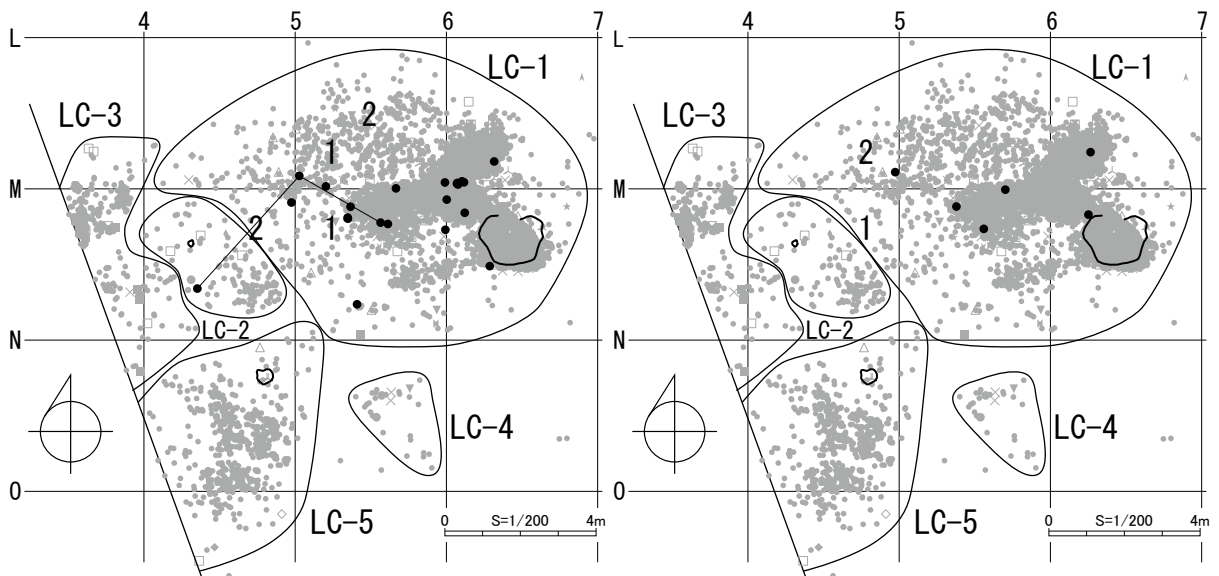 4 5 6 7
L
LC-1
LC-3
2
1
M
2 1
LC-2
N
LC-4
O
0 S=1/200 4m
LC-5
4 5 6 7
L
LC-1
LC-3
2
M
1
LC-2
N
LC-4
O
0 S=1/200 4m
LC-5